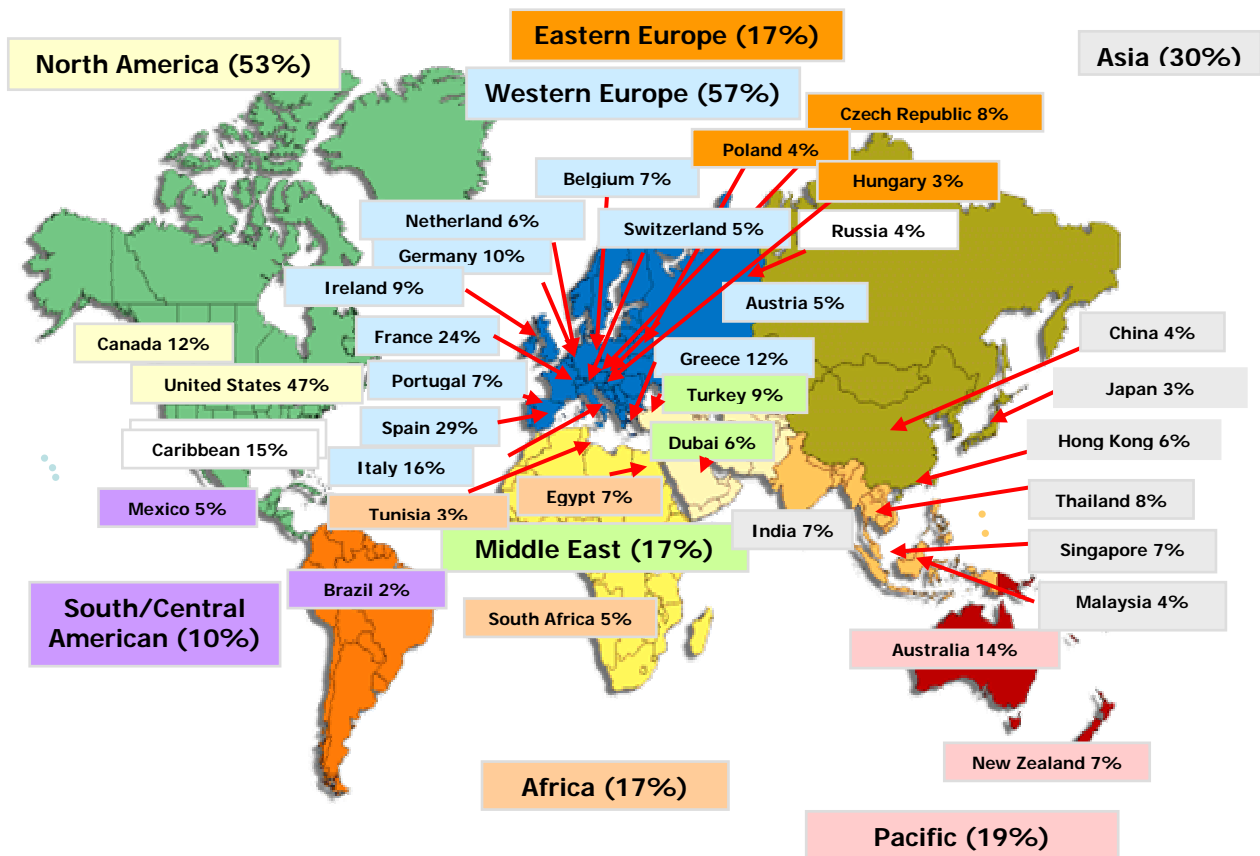 Eastern Europe (17%)
North America (53%)
Asia (30%)
Western Europe (57%)
Czech Republic 8%
Poland 4%
Belgium 7%
Hungary 3%
Netherland 6%
Switzerland 5%
Russia 4%
Germany 10%
Ireland 9%
Austria 5%
France 24%
China 4%
Canada 12%
Greece 12%
United States 47%
Portugal 7%
Turkey 9%
Japan 3%
Spain 29%
Dubai 6%
Hong Kong 6%
Caribbean 15%
Italy 16%
Egypt 7%
Thailand 8%
Mexico 5%
Tunisia 3%
India 7%
Middle East (17%)
Singapore 7%
Brazil 2%
Malaysia 4%
South/Central
American (10%)
South Africa 5%
Australia 14%
New Zealand 7%
Africa (17%)
Pacific (19%)